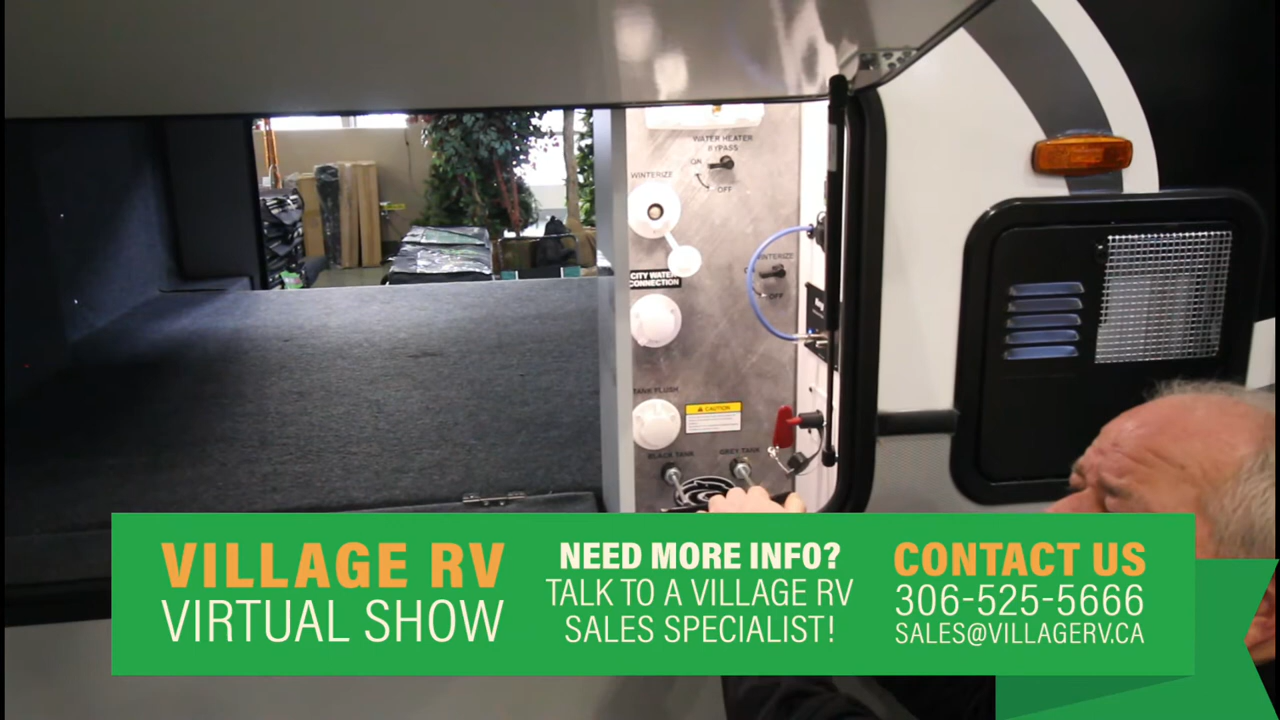 WATER HEATER
BYPASS
ON
OFF
WINTERIZE
WINTERIZE
OFF
CITY WATER
CONNECTION
TANK FLUSH
CAUTION
BLACK TANK
GREY TANK
VILLAGE RV
VIRTUAL SHOW
NEED MORE INFO?
TALK TO A VILLAGE RV
SALES SPECIALIST!
CONTACT US
306-525-5666
SALES@VILLAGERV.CA